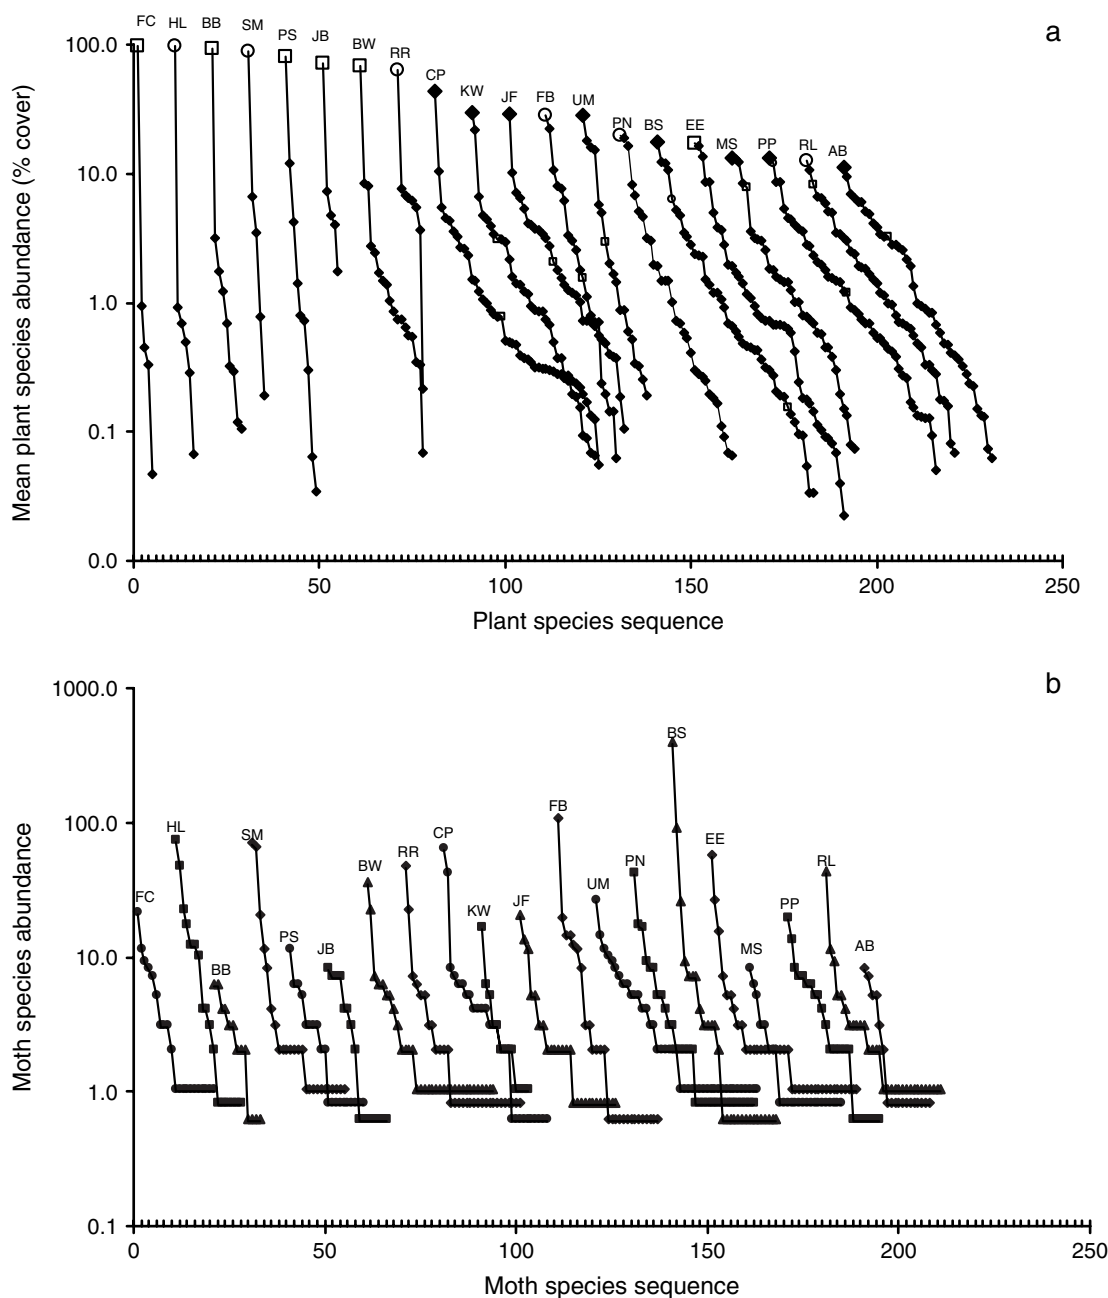 a
FC HL BB SM PS JB BW RR CP KW JF FB UM PN BS EE MS PP RL AB
100.0
10.0
1.0
0.1
0.0
Mean plant species abundance (% cover)
0 50 100 150 200 250
Plant species sequence
b
FC HL BB SM PS JB BW RR CP KW JF FB UM PN BS EE MS PP RL AB
1000.0
100.0
10.0
1.0
0.1
Moth species abundance
0 50 100 150 200 250
Moth species sequence